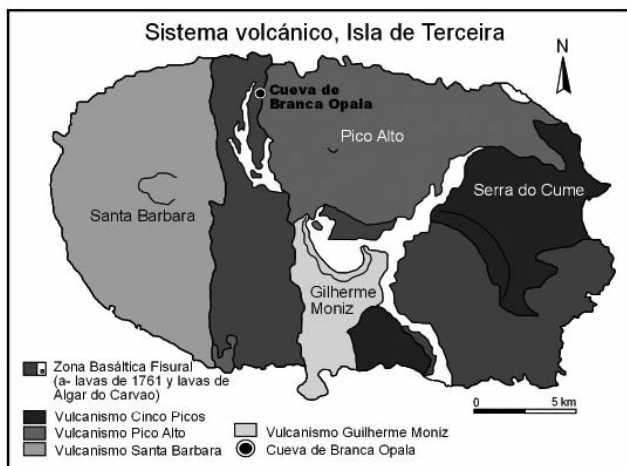 Sistema volcánico, Isla de Terceira
N
Cueva de
Branca Opala
Pico Alto
Santa Barbara
Serra do Cume
Gilherme
Moniz
Zona Basáltica Fisural
(a- lavas de 1761 y lavas de
Algar do Carvao)
Vulcanismo Cinco Picos
Vulcanismo Pico Alto
Vulcanismo Santa Barbara
Vulcanismo Guilherme Moniz
Cueva de Branca Opala
0 5 km